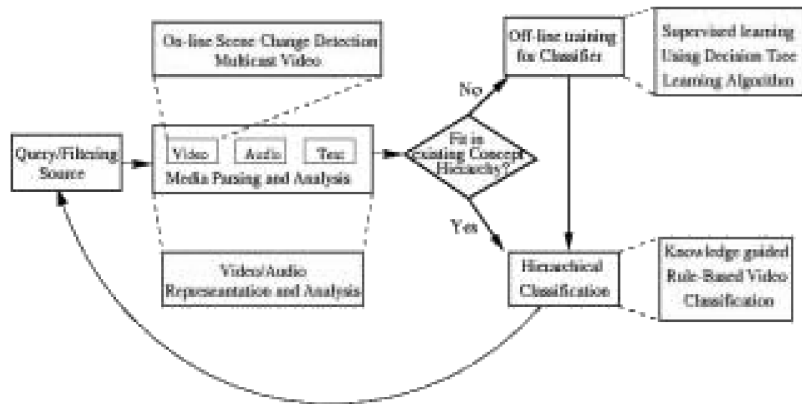 On-line Scene Change Detection
Multicast Video
Off-line training
for Classifier
Supervised learning
Using Decision Tree
Learning Algorithm
No
Query/Filtering
Source
Video
Audio
Text
Media Parsing and Analysis
Fit in
existing Concept
Hierarchy?
Yes
Video/Audio
Represeantation and Analysis
Hierarchical
Classification
Knowledge guided
Rule-Based Video
Classification